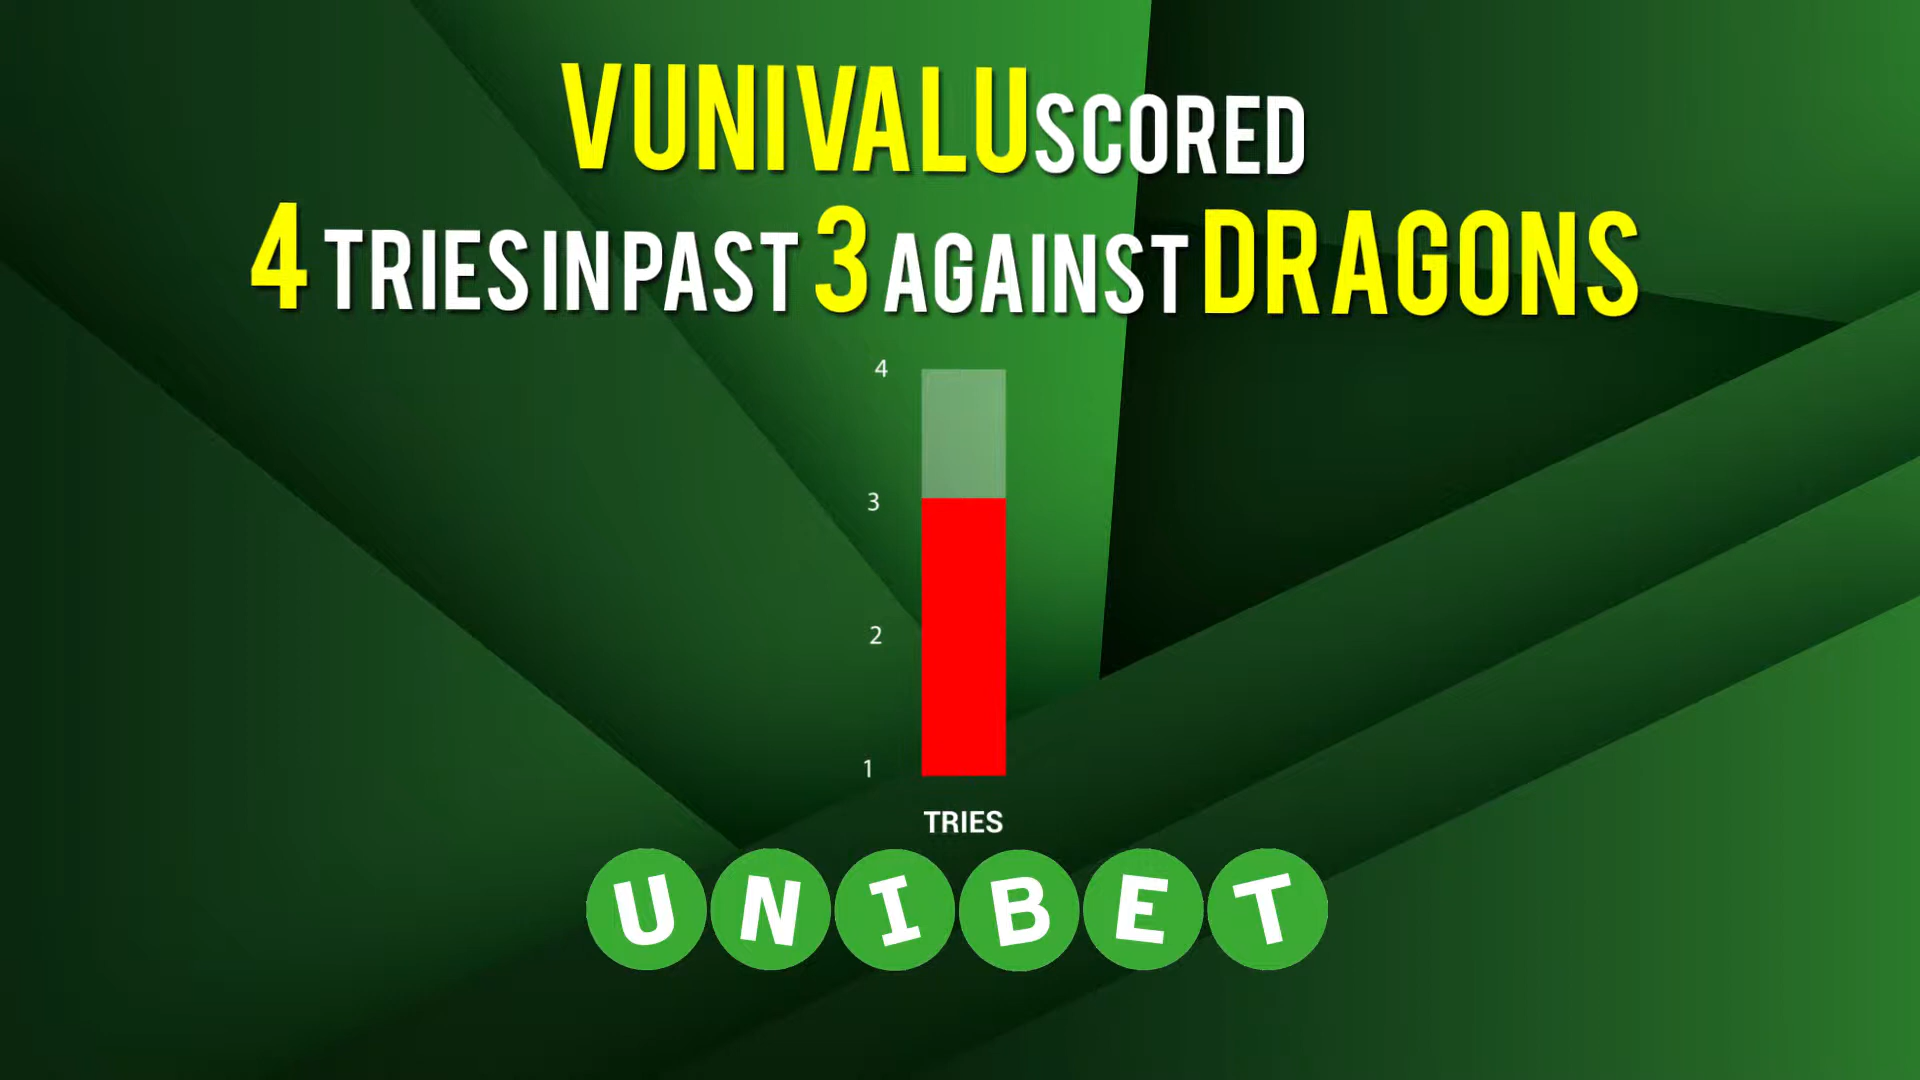 VUNIVALU SCORED
4 TRIES IN PAST 3 AGAINST DRAGONS
4
3
2
1
TRIES
UNIBET